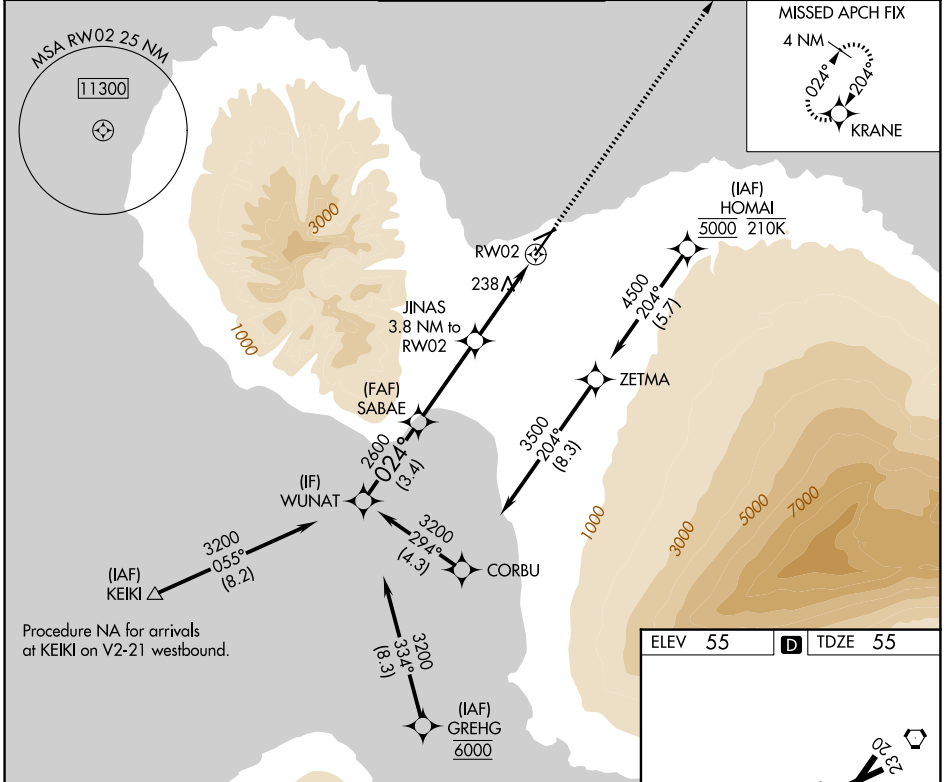 MSA RW02 25 NM
11300
MISSED APCH FIX
4 NM
024°
204°
KRANE
3000
1000
(IAF)
HOMAI
5000 210K
RW02
238
4500
204°
(5.7)
JINAS
3.8 NM to
RW02
ZETMA
(FAF)
SABAE
3500
204°
(8.3)
2600
024°
(3.4)
(IF)
WUNAT
3200
294°
(4.3)
CORBU
3200
055°
(8.2)
(IAF)
KEIKI
1000
3000
5000
7000
Procedure NA for arrivals
at KEIKI on V2-21 westbound.
3200
334°
(8.3)
(IAF)
GREHG
6000
ELEV 55 D TDZE 55
20
23